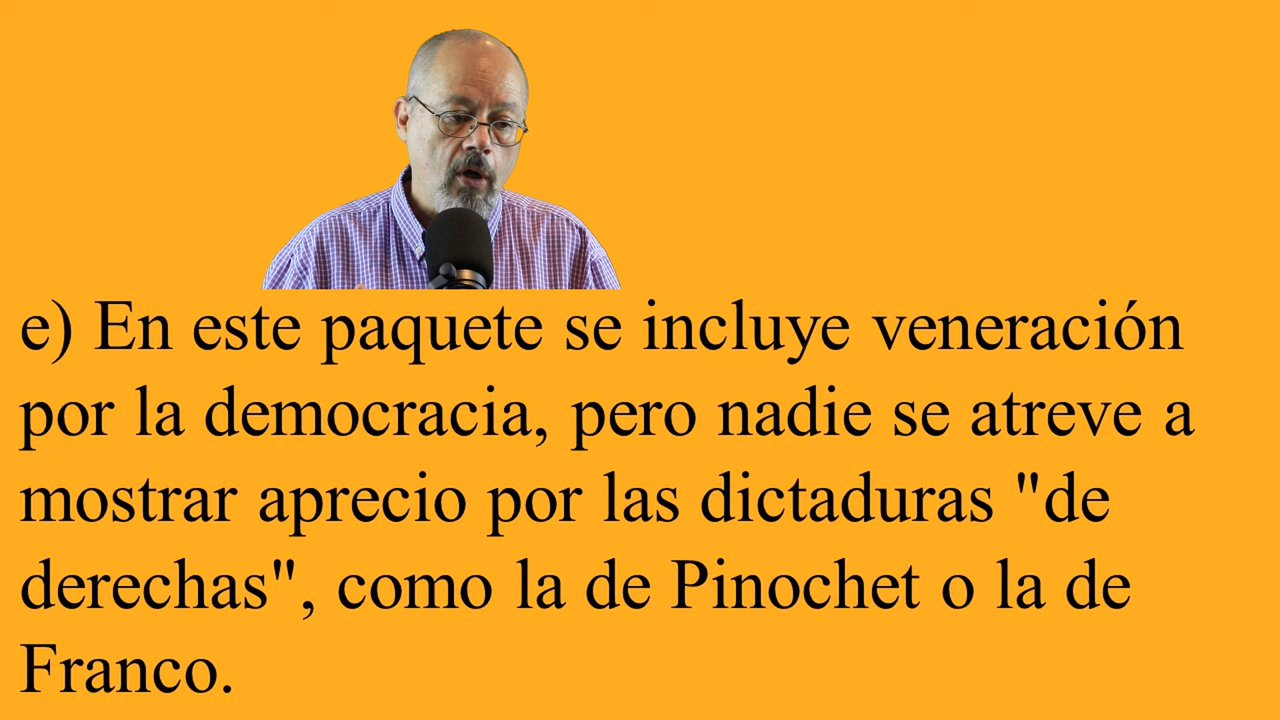 e) En este paquete se incluye veneración
por la democracia, pero nadie se atreve a
mostrar aprecio por las dictaduras "de
derechas", como la de Pinochet o la de
Franco.